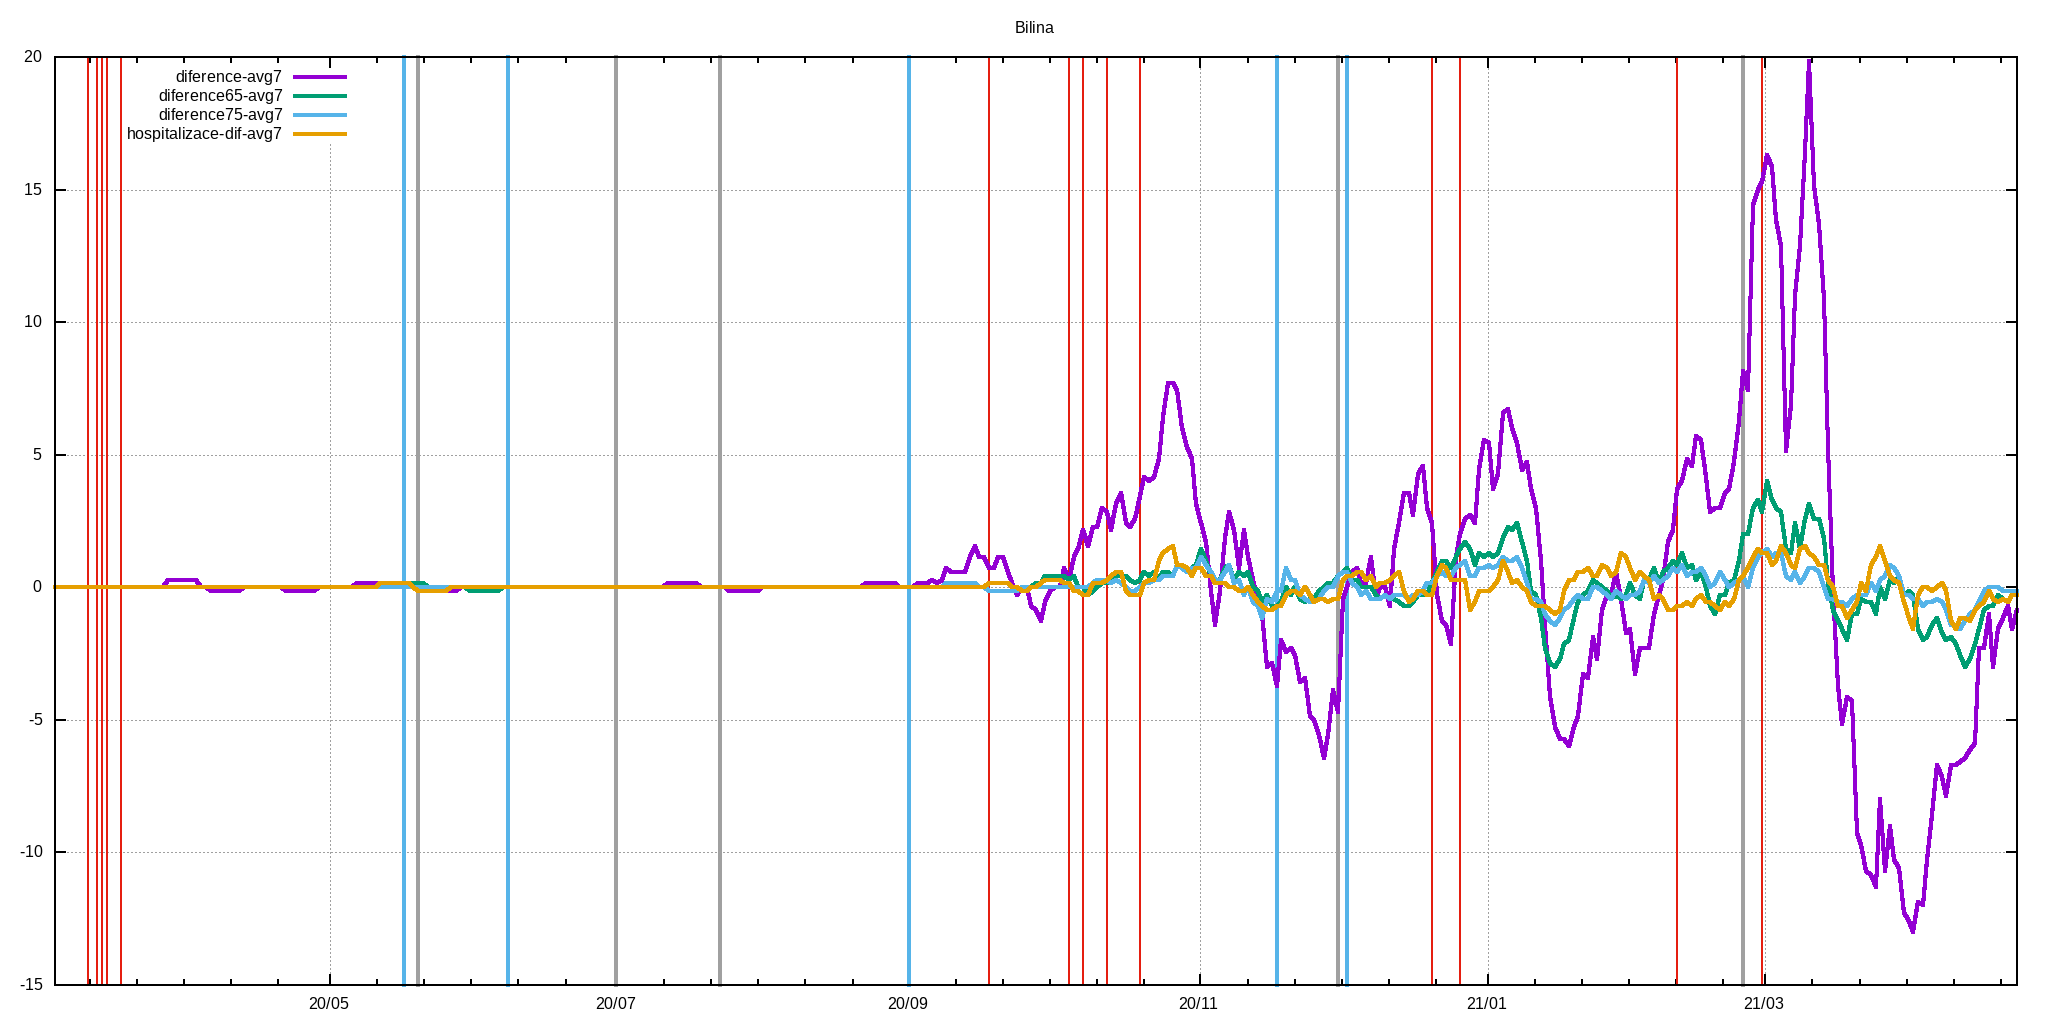 Bilina
diference-avg7
diference65-avg7
diference75-avg7
hospitalizace-dif-avg7
20
15
10
5
0
-5
-10
-15
20/05 20/07 20/09 20/11 21/01 21/03